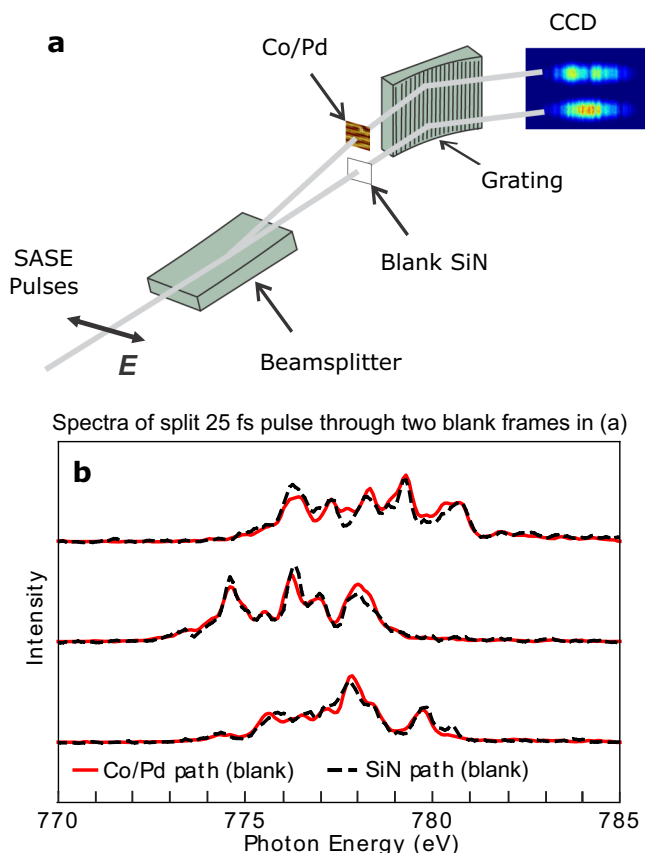 a
CCD
Co/Pd
Grating
Blank SiN
SASE
Pulses
E
Beamsplitter
Spectra of split 25 fs pulse through two blank frames in (a)
b
Intensity
Co/Pd path (blank)
SiN path (blank)
770
775
780
785
Photon Energy (eV)